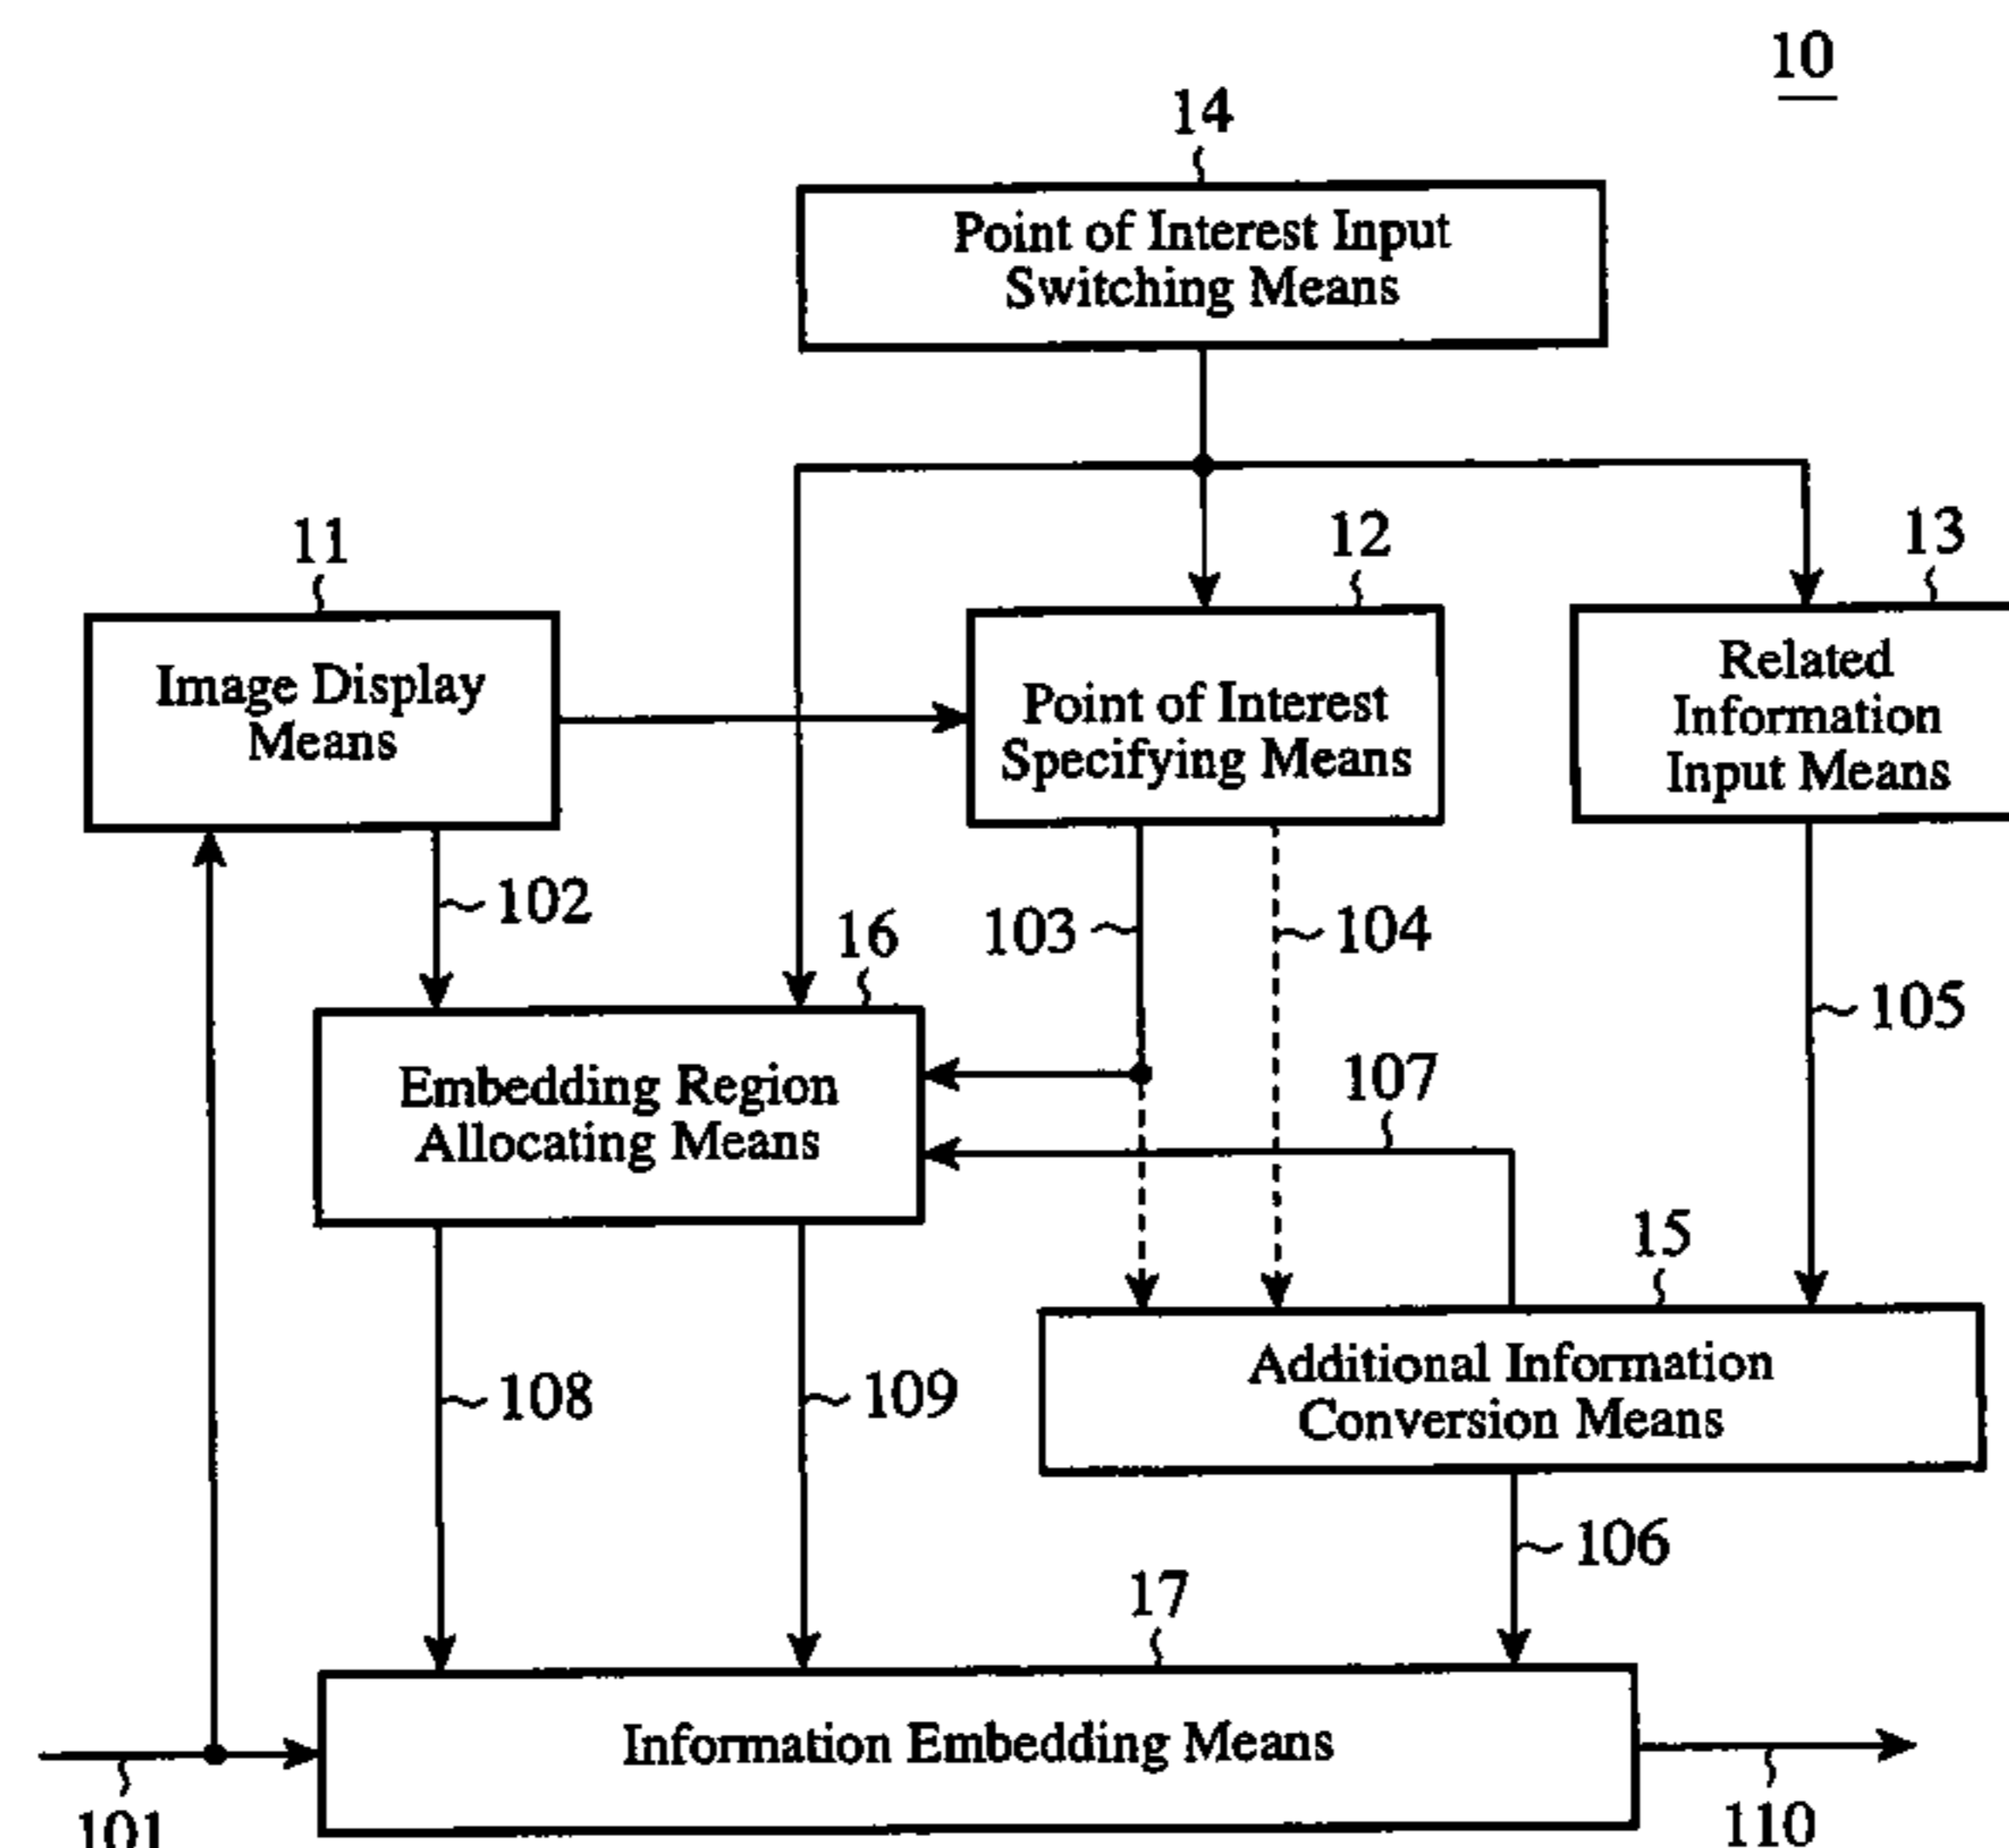 10
14
Point of Interest Input
Switching Means
11
12
13
Image Display
Means
Point of Interest
Specifying Means
Related
Information
Input Means
102
16
103
104
105
Embedding Region
Allocating Means
107
15
108
109
Additional Information
Conversion Means
106
17
Information Embedding Means
101
110